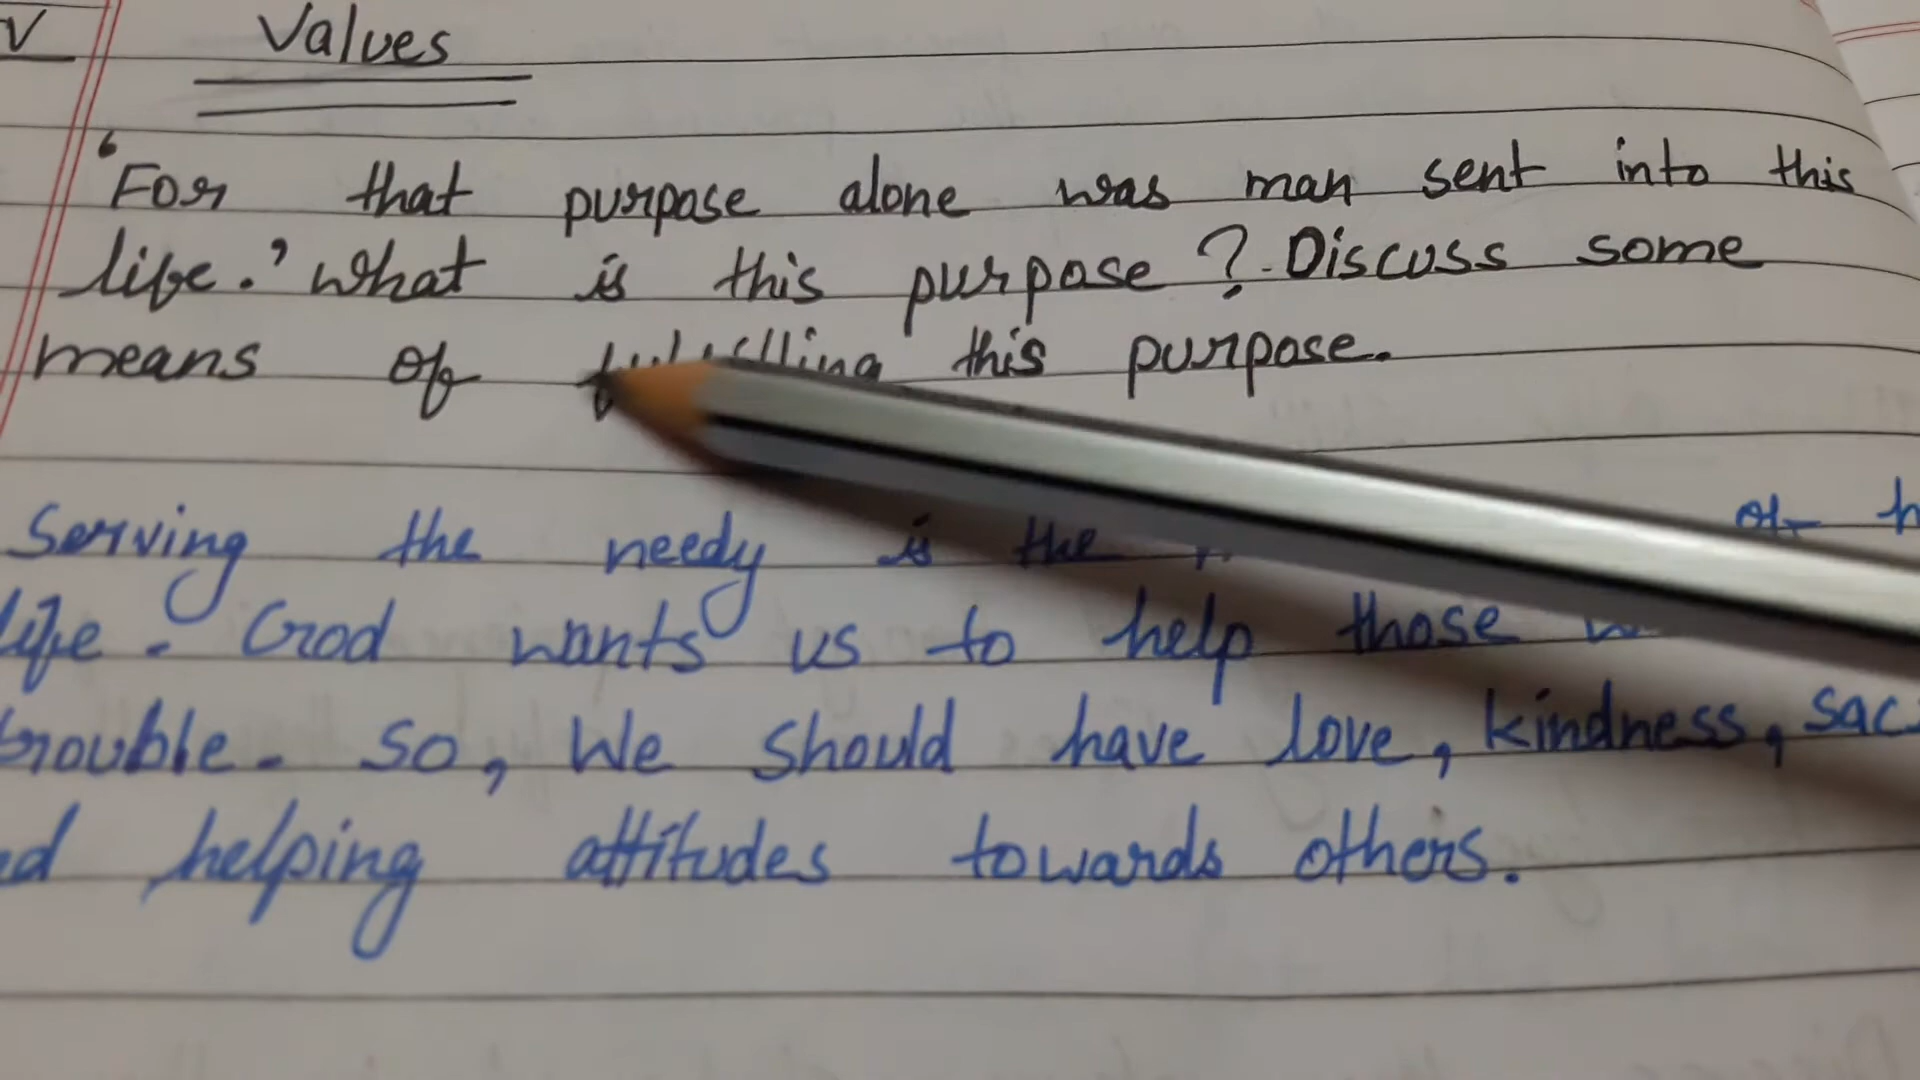 V Values
'For that purpose alone was man sent into this
life.' What is this purpose ?. Discuss some
means of fulfilling this purpose.
Serving the needy is the of
life. God wants us to help those
trouble. So, We should have love, kindness,
helping attitudes towards others.